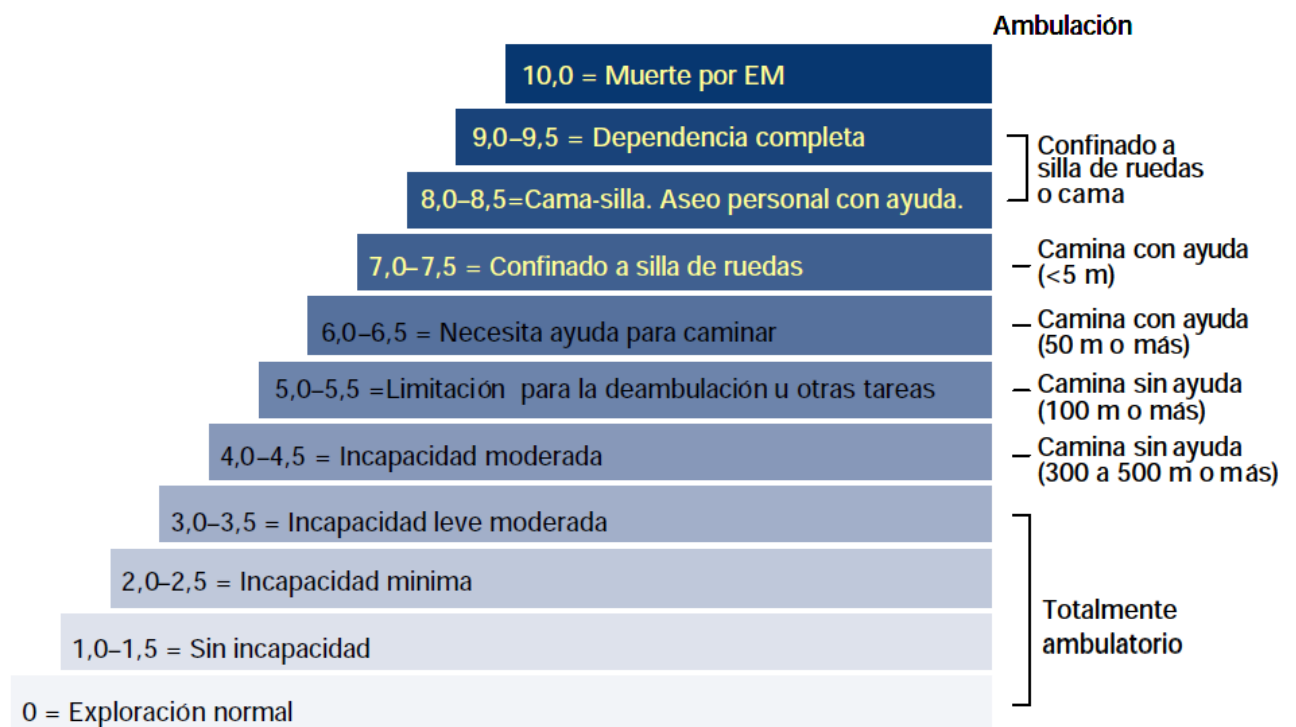 Ambulación
10,0 = Muerte por EM
9,0–9,5 = Dependencia completa
Confinado a
silla de ruedas
o cama
8,0–8,5=Cama-silla. Aseo personal con ayuda.
7,0–7,5 = Confinado a silla de ruedas
Camina con ayuda
(<5 m)
6,0–6,5 = Necesita ayuda para caminar
Camina con ayuda
(50 m o más)
5,0–5,5 =Limitación para la deambulación u otras tareas
Camina sin ayuda
(100 m o más)
4,0–4,5 = Incapacidad moderada
Camina sin ayuda
(300 a 500 m o más)
3,0–3,5 = Incapacidad leve moderada
2,0–2,5 = Incapacidad minima
Totalmente
ambulatorio
1,0–1,5 = Sin incapacidad
0 = Exploración normal